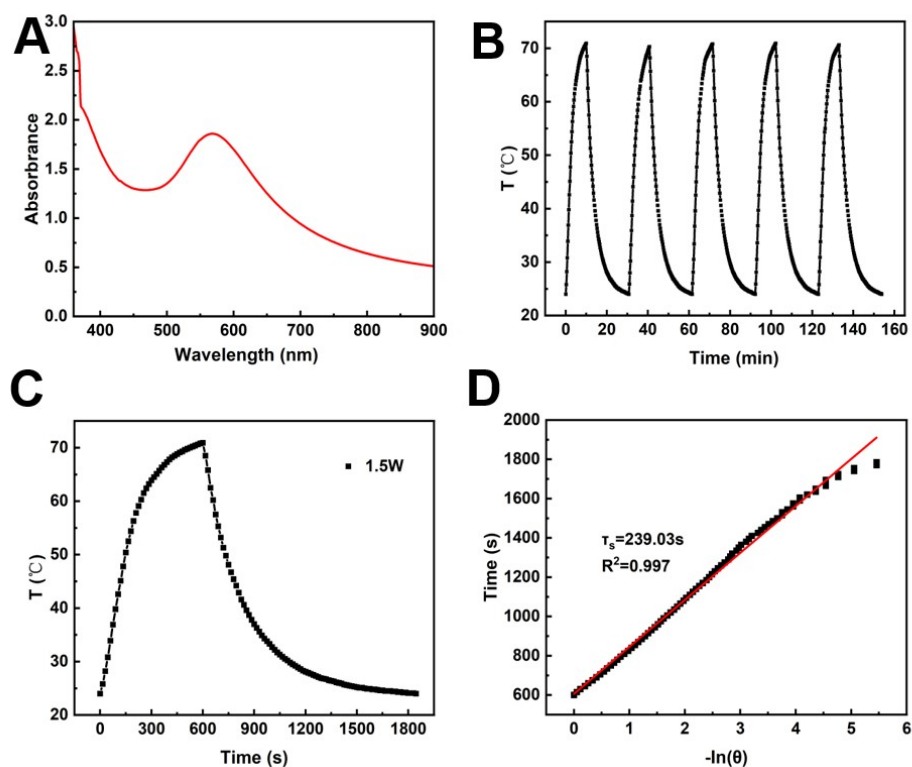 A
Absorbrance
3.0
2.5
2.0
1.5
1.0
0.5
0.0
400 500 600 700 800 900
Wavelength (nm)
B
T (℃)
70
60
50
40
30
20
0 20 40 60 80 100 120 140 160
Time (min)
C
T (℃)
70
60
50
40
30
20
1.5W
0 300 600 900 1200 1500 1800
Time (s)
D
Time (s)
2000
1800
1600
1400
1200
1000
800
600
τs=239.03s
R²=0.997
0 1 2 3 4 5 6
-ln(θ)